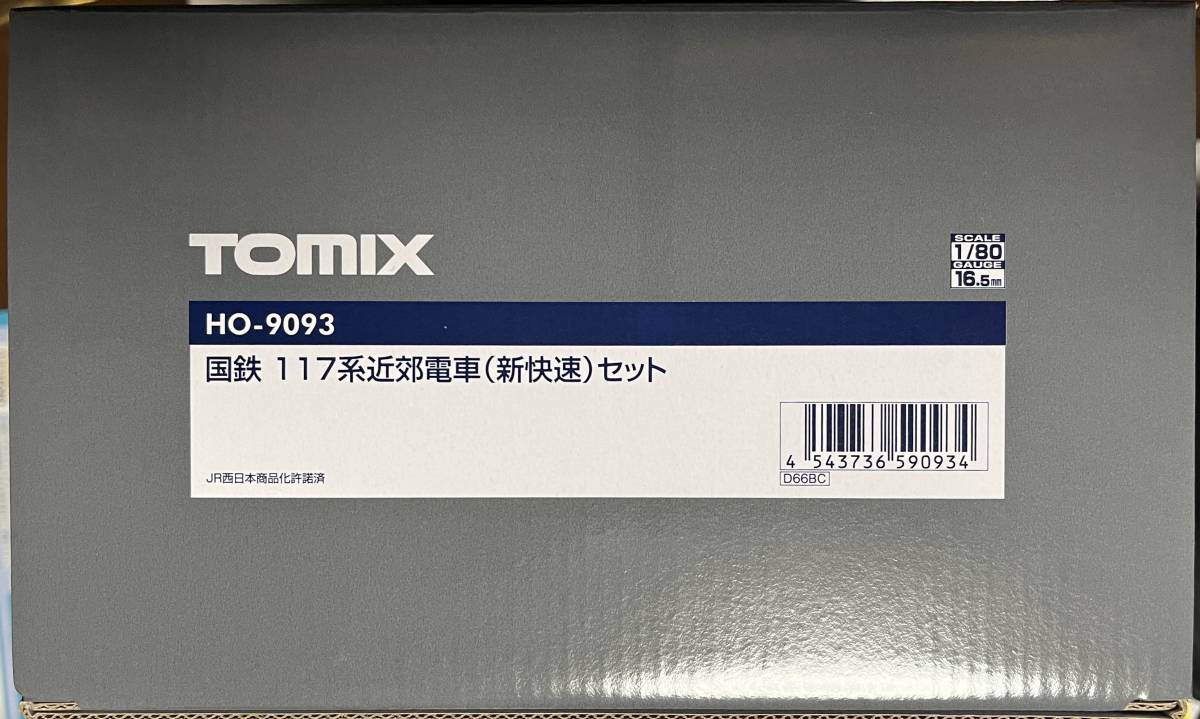 TOMIX
SCALE
1/80
GAUGE
16.5mm
HO-9093
国鉄 117系近郊電車(新快速)セット
4 543736 590934
JR西日本商品化許諾済
D66BC